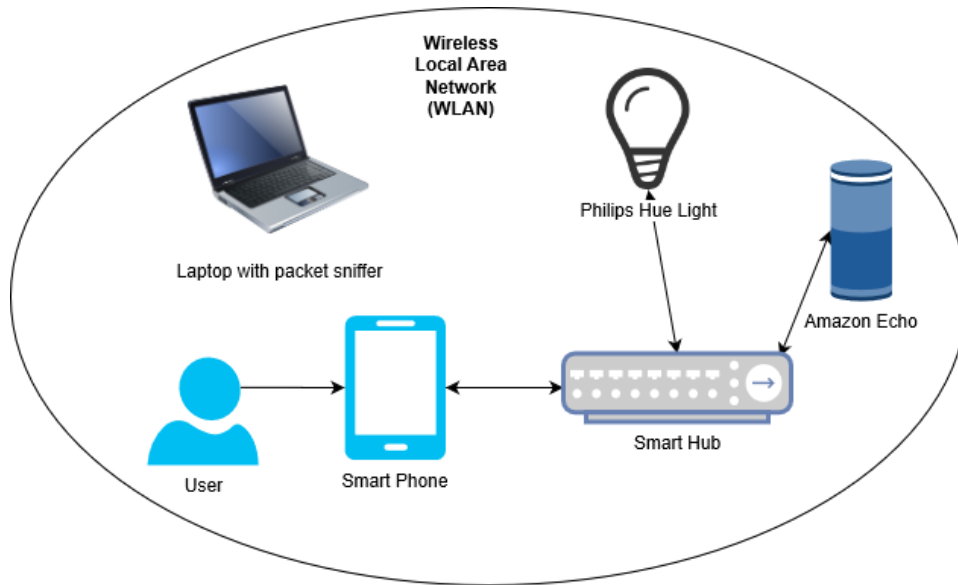 Wireless
Local Area
Network
(WLAN)
Philips Hue Light
Laptop with packet sniffer
Amazon Echo
Smart Hub
User
Smart Phone